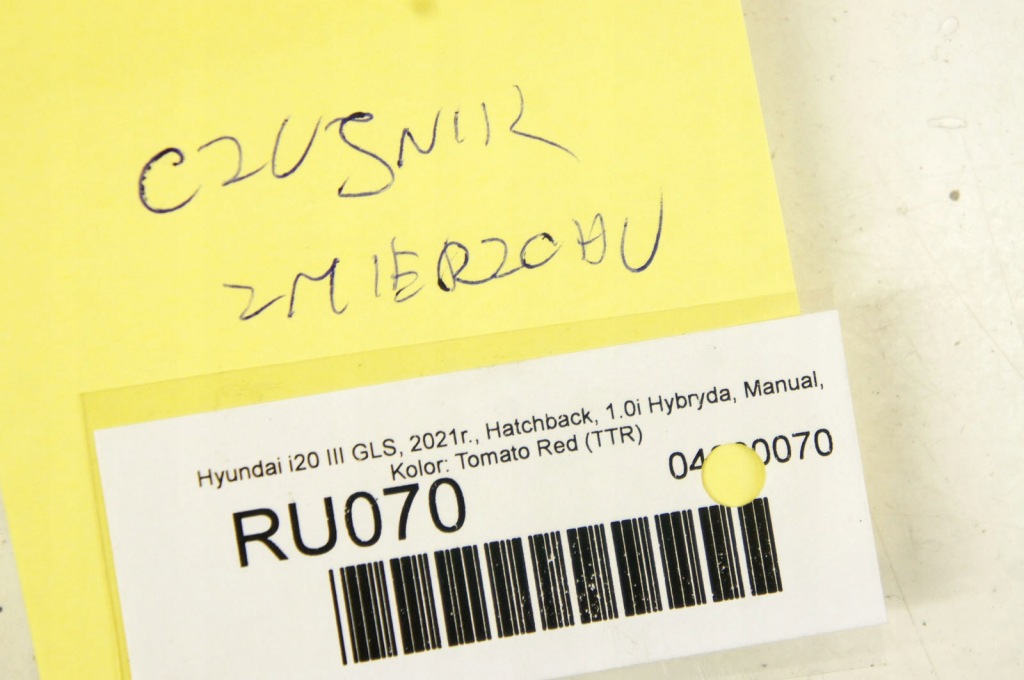 CZUJNIK
ZMIERZCHU
Hyundai i20 III GLS, 2021r., Hatchback, 1.0i Hybryda, Manual,
Kolor: Tomato Red (TTR)
RU070